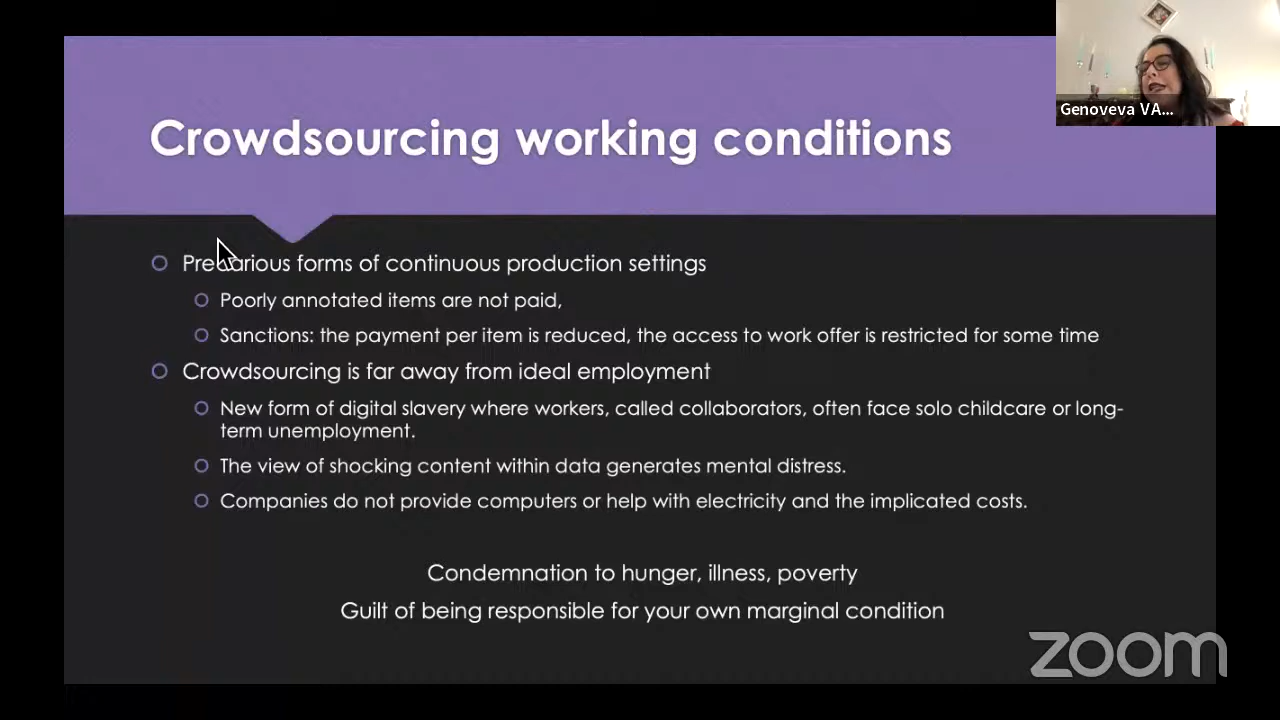 Genoveva VA...
Crowdsourcing working conditions
Precarious forms of continuous production settings
Poorly annotated items are not paid,
Sanctions: the payment per item is reduced, the access to work offer is restricted for some time
Crowdsourcing is far away from ideal employment
New form of digital slavery where workers, called collaborators, often face solo childcare or long-
term unemployment.
The view of shocking content within data generates mental distress.
Companies do not provide computers or help with electricity and the implicated costs.
Condemnation to hunger, illness, poverty
Guilt of being responsible for your own marginal condition
zoom